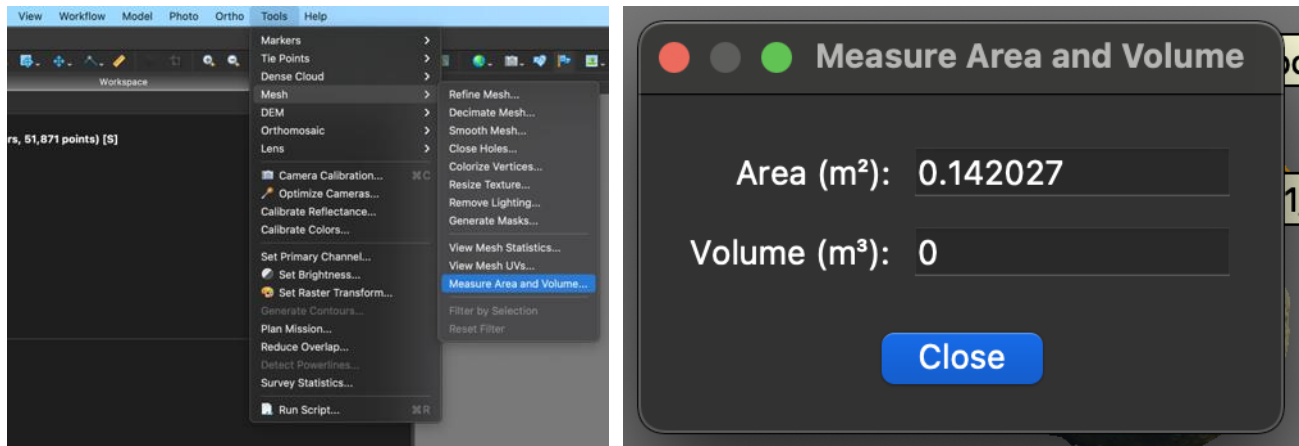 View Workflow Model Photo Ortho Tools Help
Workspace
rs, 51,871 points) [S]
Markers
Tie Points
Dense Cloud
Mesh
DEM
Orthomosaic
Lens
Camera Calibration... ⌘C
Optimize Cameras...
Calibrate Reflectance...
Calibrate Colors...
Set Primary Channel...
Set Brightness...
Set Raster Transform...
Generate Contours...
Plan Mission...
Reduce Overlap...
Detect Powerlines...
Survey Statistics...
Run Script... ⌘R
Refine Mesh...
Decimate Mesh...
Smooth Mesh...
Close Holes...
Colorize Vertices...
Resize Texture...
Remove Lighting...
Generate Masks...
View Mesh Statistics...
View Mesh UVs...
Measure Area and Volume...
Filter by Selection
Reset Filter
Measure Area and Volume
Area (m²): 0.142027
Volume (m³): 0
Close